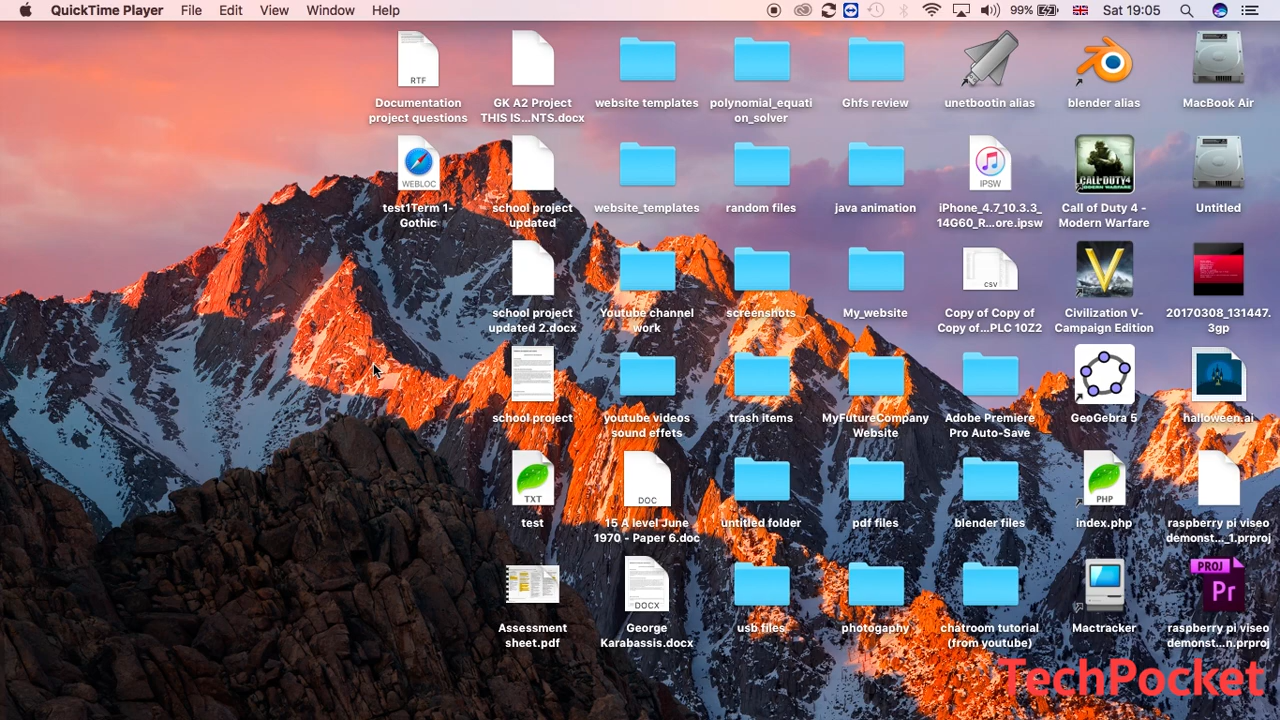 QuickTime Player File Edit View Window Help 99% Sat 19:05
RTF
Documentation project questions
GK A2 Project THIS IS...NTS.docx
website templates
polynomial_equati
on_solver
Ghfs review
unetbootin alias
blender alias
MacBook Air
WEBLOC
test1Term 1-
Gothic
school project
updated
website_templates
random files
java animation
IPSW
iPhone_4.7_10.3.3_
14G60_R...ore.ipsw
CALL OF DUTY 4
MODERN WARFARE
Call of Duty 4 -
Modern Warfare
Untitled
school project
updated 2.docx
Youtube channel
work
screenshots
My_website
CSV
Copy of Copy of
Copy of...PLC 10Z2
V
Civilization V-
Campaign Edition
20170308_131447.
3gp
school project
youtube videos
sound effets
trash items
MyFutureCompany
Website
Adobe Premiere
Pro Auto-Save
GeoGebra 5
halloween.ai
TXT
test
DOC
15 A level June
1970 - Paper 6.doc
untitled folder
pdf files
blender files
PHP
index.php
raspberry pi viseo
demonst..._1.prproj
Assessment
sheet.pdf
DOCX
George
Karabassis.docx
usb files
photogaphy
chatroom tutorial
(from youtube)
Mactracker
PROJ
Pr
raspberry pi viseo
demonst...n.prproj
TechPocket